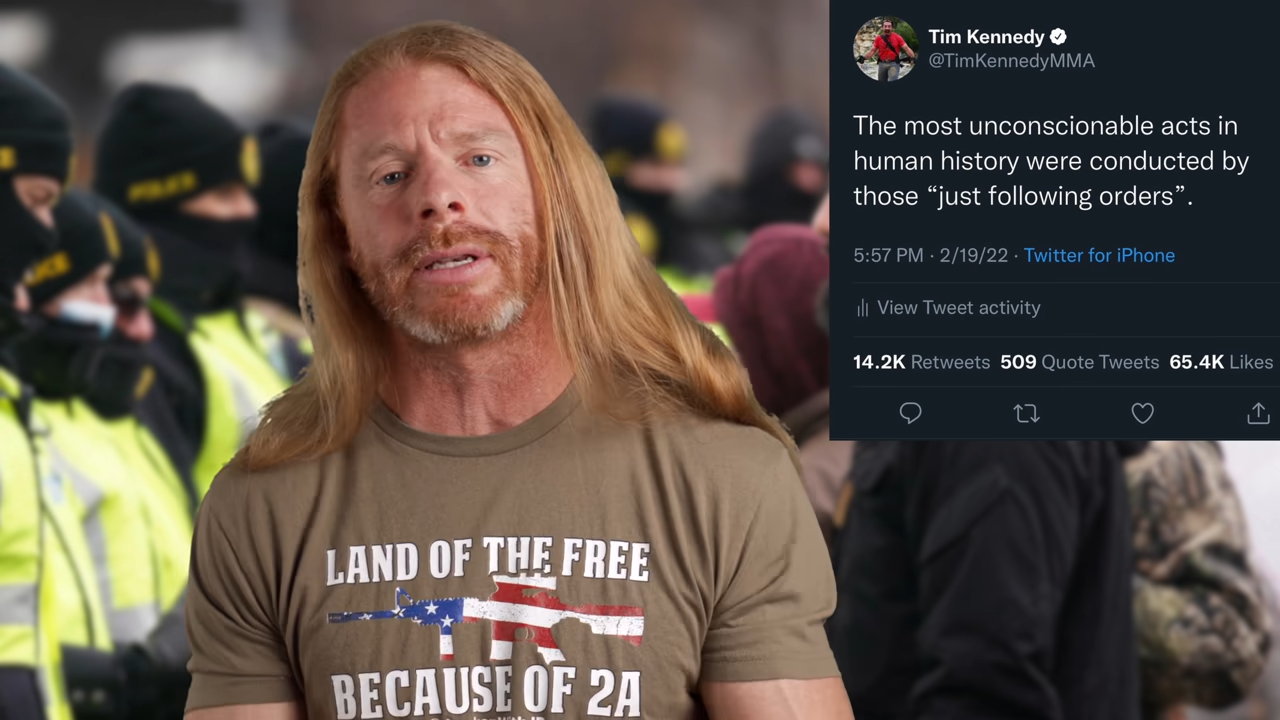 POLICE
LAND OF THE FREE
BECAUSE OF 2A
Tim Kennedy
@TimKennedyMMA
The most unconscionable acts in
human history were conducted by
those “just following orders”.
5:57 PM · 2/19/22 · Twitter for iPhone
View Tweet activity
14.2K Retweets 509 Quote Tweets 65.4K Likes